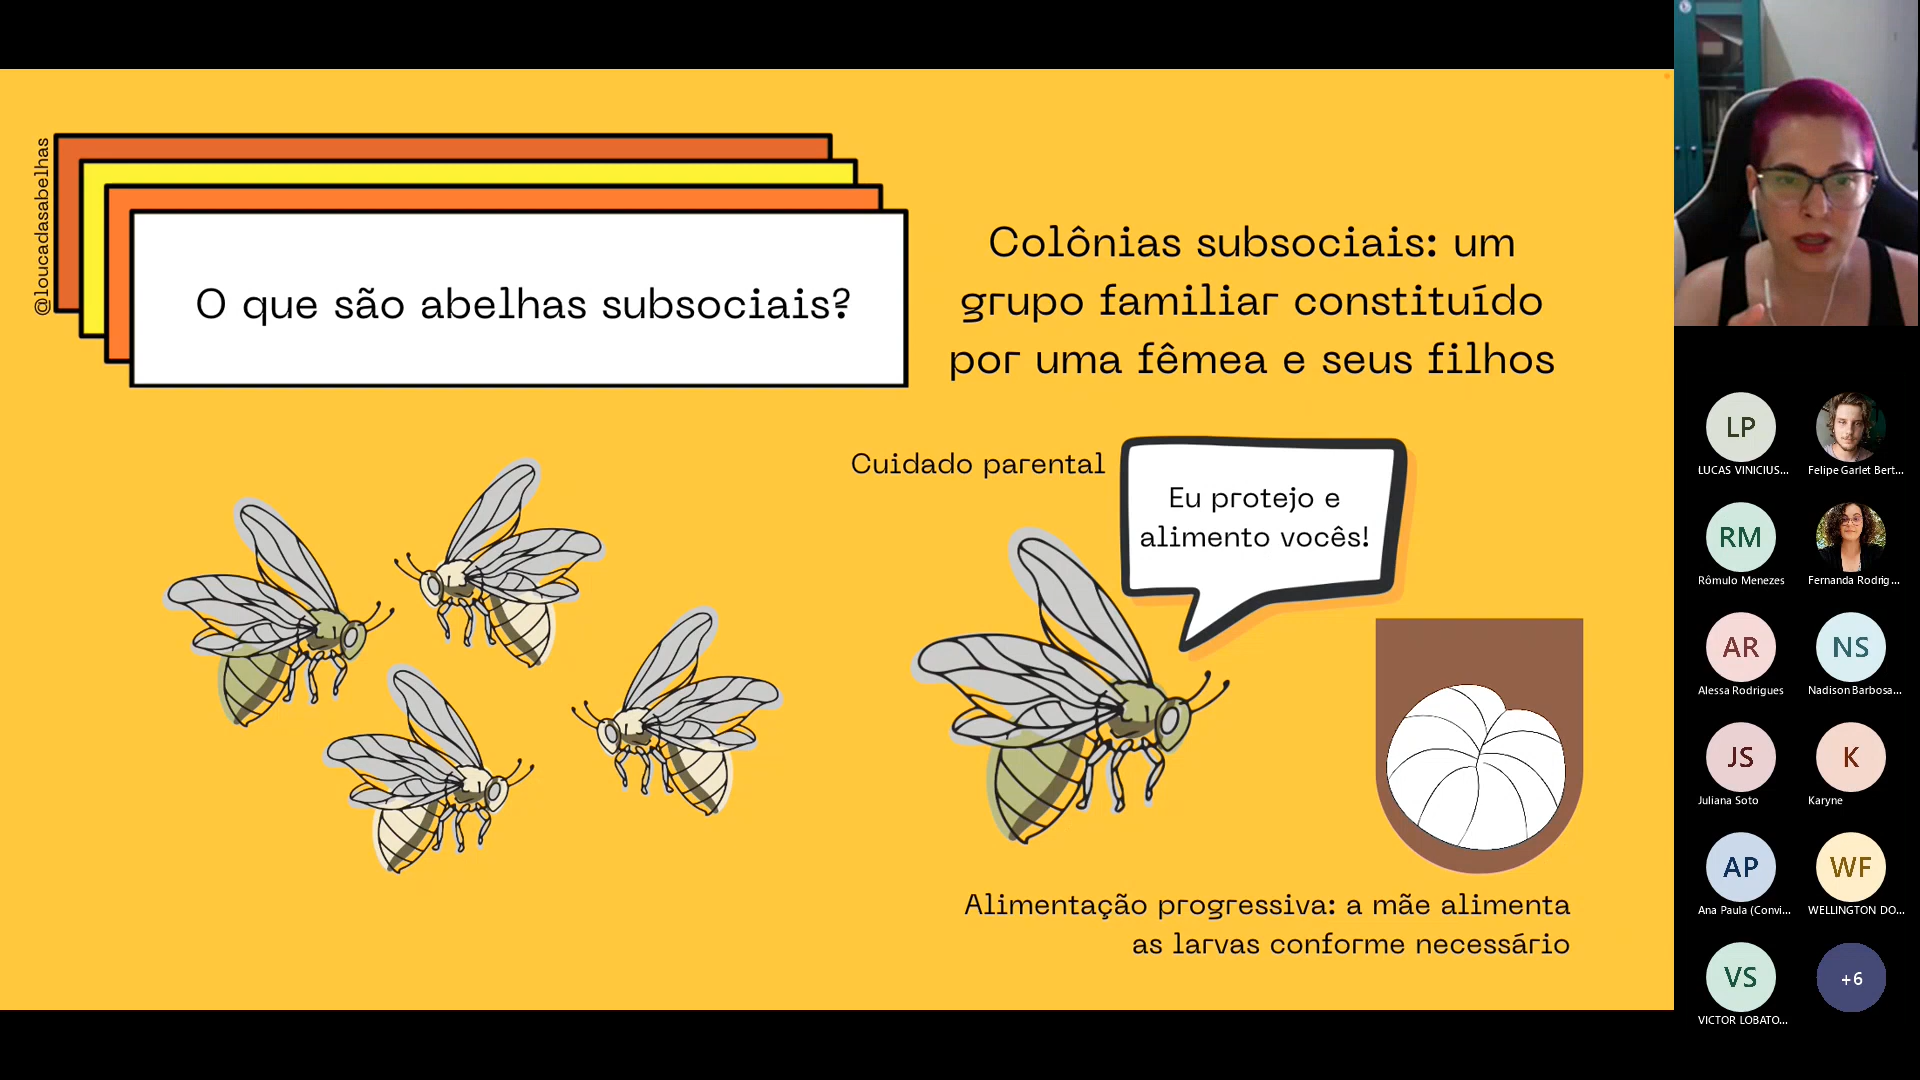 @loucadasabelhas
O que são abelhas subsociais?
Colônias subsociais: um
grupo familiar constituído
por uma fêmea e seus filhos
Cuidado parental
Eu protejo e
alimento vocês!
Alimentação progressiva: a mãe alimenta
as larvas conforme necessário
LP
LUCAS VINICIUS...
Felipe Garlet Bert...
RM
Rômulo Menezes
Fernanda Rodrig...
AR
Alessa Rodrigues
NS
Nadison Barbosa...
JS
Juliana Soto
K
Karyne
AP
Ana Paula (Convi...
WF
WELLINGTON DO...
VS
VICTOR LOBATO...
+6